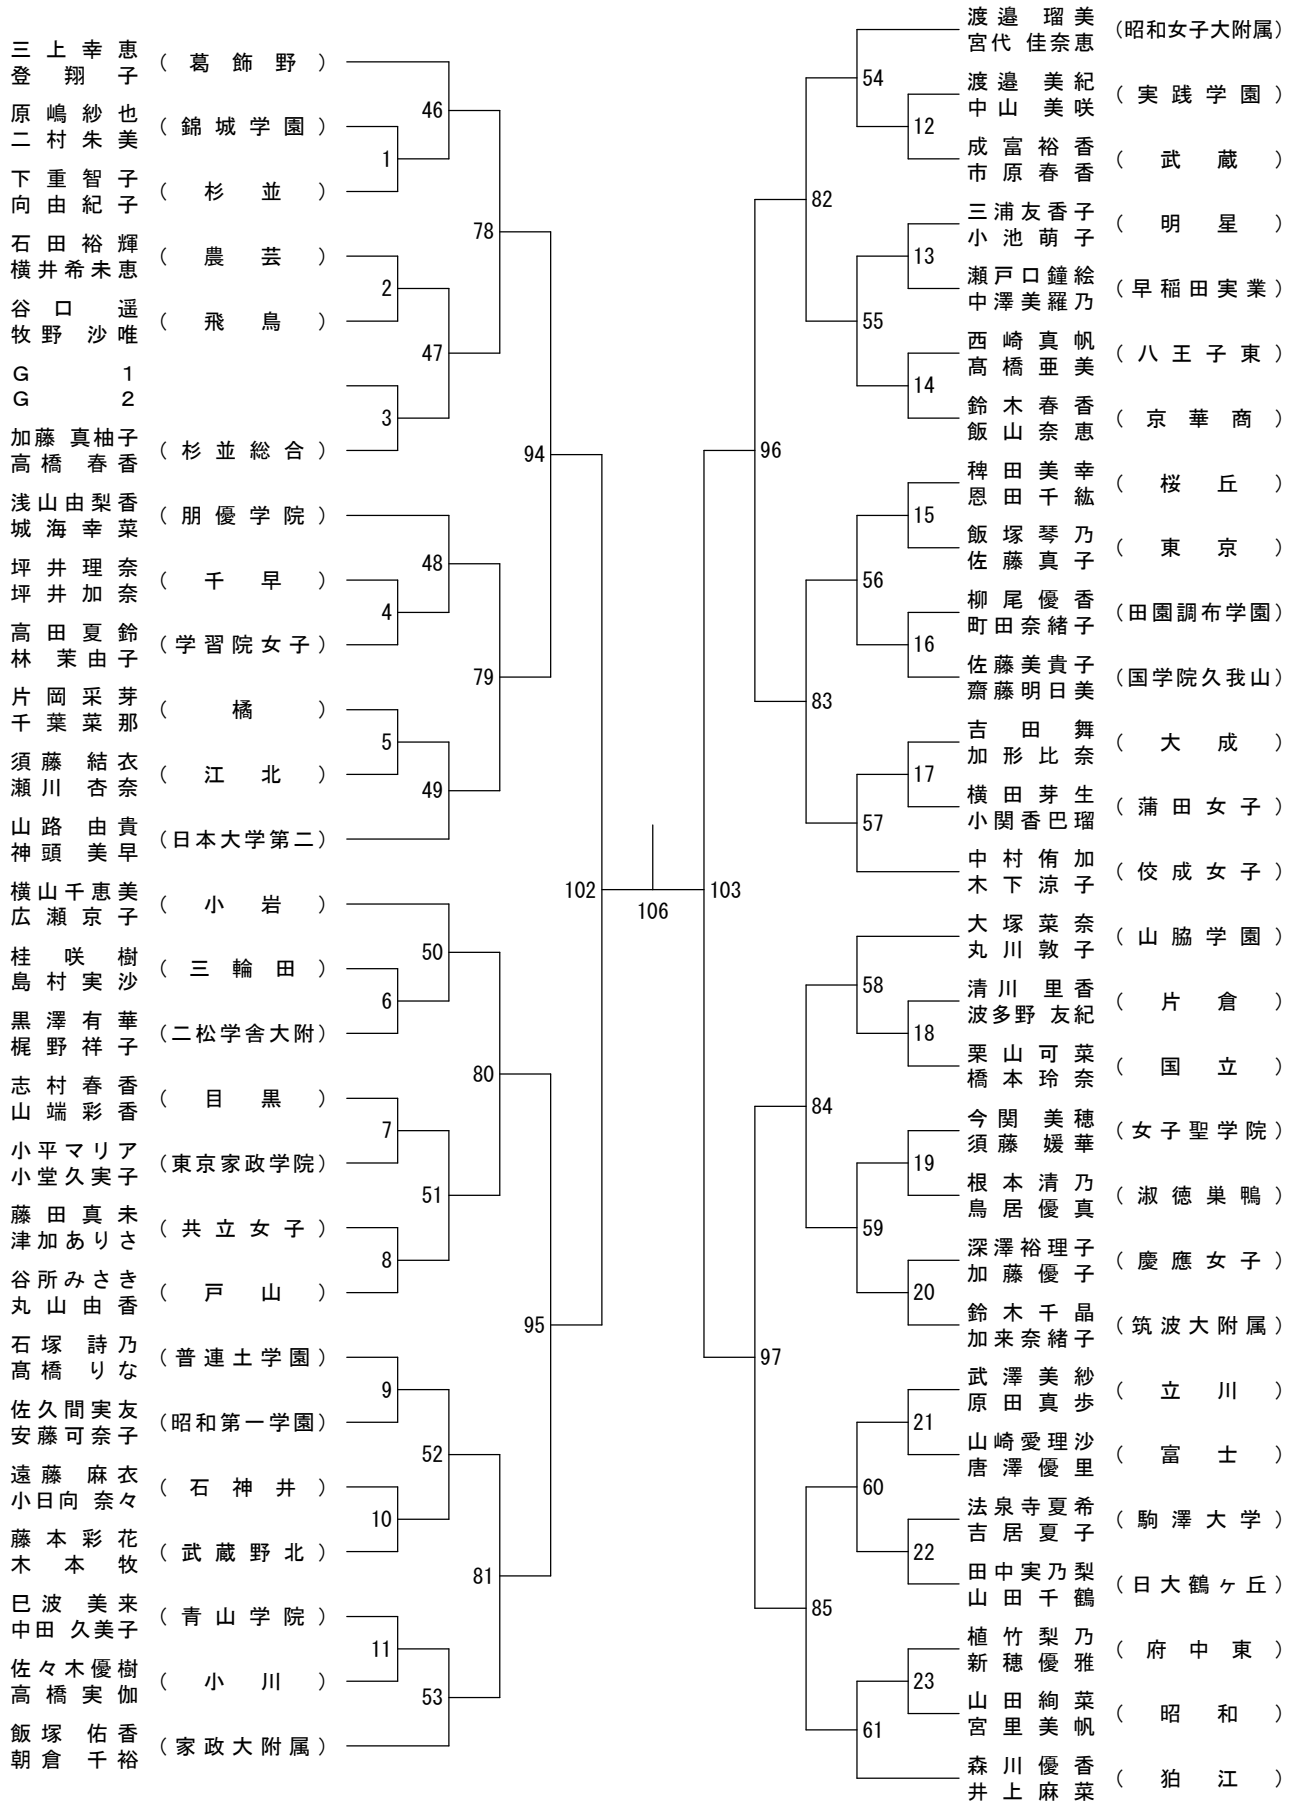 三上幸恵
登翔子
(葛飾野)
原嶋紗也
二村朱美
(錦城学園)
下重智子
向由紀子
(杉並)
石田裕輝
横井希未恵
(農芸)
谷口遥
牧野沙唯
(飛鳥)
G 1
G 2
加藤真柚子
高橋春香
(杉並総合)
浅山由梨香
城海幸菜
(朋優学院)
坪井理奈
坪井加奈
(千早)
高田夏鈴
林茉由子
(学習院女子)
片岡采芽
千葉菜那
(橘)
須藤結衣
瀬川杏奈
(江北)
山路由貴
神頭美早
(日本大学第二)
横山千恵美
広瀬京子
(小岩)
桂咲樹
島村実沙
(三輪田)
黒澤有華
梶野祥子
(二松学舎大附)
志村春香
山端彩香
(目黒)
小平マリア
小堂久実子
(東京家政学院)
藤田真未
津加ありさ
(共立女子)
谷所みさき
丸山由香
(戸山)
石塚詩乃
髙橋りな
(普連土学園)
佐久間実友
安藤可奈子
(昭和第一学園)
遠藤麻衣
小日向奈々
(石神井)
藤本彩花
木本牧
(武蔵野北)
巳波美来
中田久美子
(青山学院)
佐々木優樹
高橋実伽
(小川)
飯塚佑香
朝倉千裕
(家政大附属)
1
2
3
4
5
6
7
8
9
10
11
46
47
48
49
50
51
52
53
78
79
80
81
94
95
102
106
103
96
97
82
83
84
85
54
55
56
57
58
59
60
61
12
13
14
15
16
17
18
19
20
21
22
23
渡邉瑠美
宮代佳奈恵
(昭和女子大附属)
渡邉美紀
中山美咲
(実践学園)
成富裕香
市原春香
(武蔵)
三浦友香子
小池萌子
(明星)
瀬戸口鐘絵
中澤美羅乃
(早稲田実業)
西崎真帆
髙橋亜美
(八王子東)
鈴木春香
飯山奈恵
(京華商)
稗田美幸
恩田千紘
(桜丘)
飯塚琴乃
佐藤真子
(東京)
柳尾優香
町田奈緒子
(田園調布学園)
佐藤美貴子
齋藤明日美
(国学院久我山)
吉田舞
加形比奈
(大成)
横田芽生
小関香巴瑠
(蒲田女子)
中村侑加
木下涼子
(佼成女子)
大塚菜奈
丸川敦子
(山脇学園)
清川里香
波多野友紀
(片倉)
栗山可菜
橋本玲奈
(国立)
今関美穂
須藤媛華
(女子聖学院)
根本清乃
鳥居優真
(淑徳巣鴨)
深澤裕理子
加藤優子
(慶應女子)
鈴木千晶
加来奈緒子
(筑波大附属)
武澤美紗
原田真歩
(立川)
山崎愛理沙
唐澤優里
(富士)
法泉寺夏希
吉居夏子
(駒澤大学)
田中実乃梨
山田千鶴
(日大鶴ヶ丘)
植竹梨乃
新穂優雅
(府中東)
山田絢菜
宮里美帆
(昭和)
森川優香
井上麻菜
(狛江)